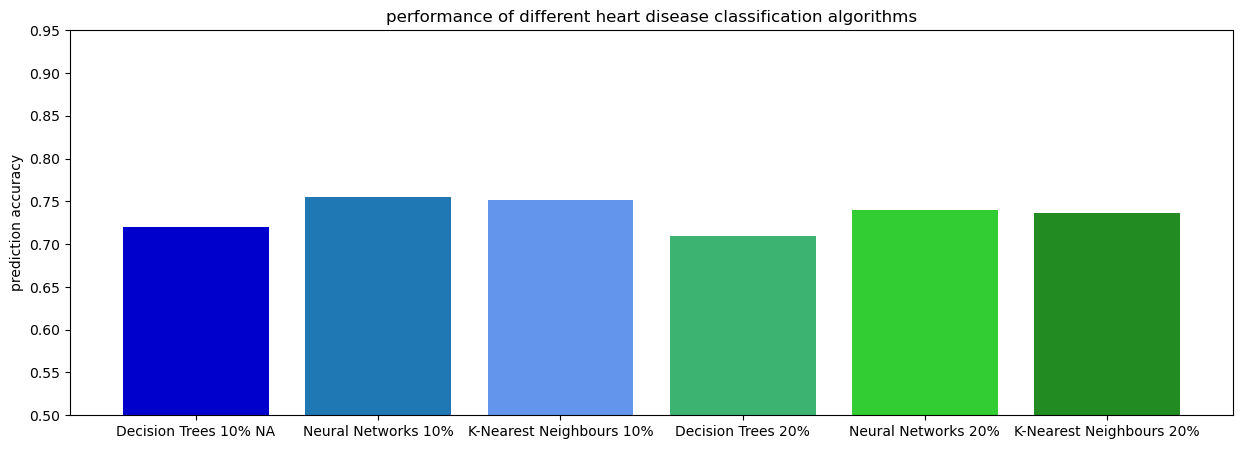 performance of different heart disease classification algorithms
prediction accuracy
0.95
0.90
0.85
0.80
0.75
0.70
0.65
0.60
0.55
0.50
Decision Trees 10% NA
Neural Networks 10%
K-Nearest Neighbours 10%
Decision Trees 20%
Neural Networks 20%
K-Nearest Neighbours 20%